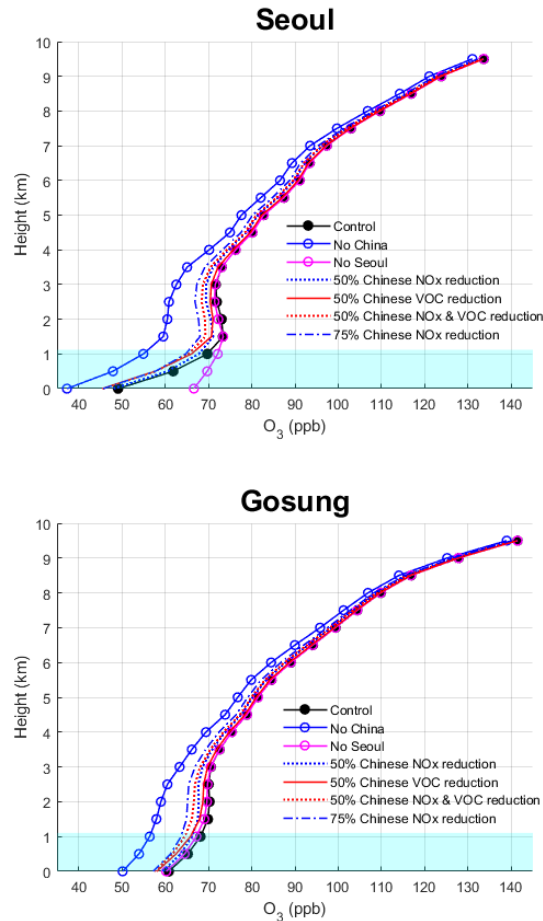 Seoul
10
9
8
7
6
5
4
3
2
1
0
Height (km)
Control
No China
No Seoul
50% Chinese NOx reduction
50% Chinese VOC reduction
50% Chinese NOx & VOC reduction
75% Chinese NOx reduction
40 50 60 70 80 90 100 110 120 130 140
O3 (ppb)
Gosung
10
9
8
7
6
5
4
3
2
1
0
Height (km)
Control
No China
No Seoul
50% Chinese NOx reduction
50% Chinese VOC reduction
50% Chinese NOx & VOC reduction
75% Chinese NOx reduction
40 50 60 70 80 90 100 110 120 130 140
O3 (ppb)